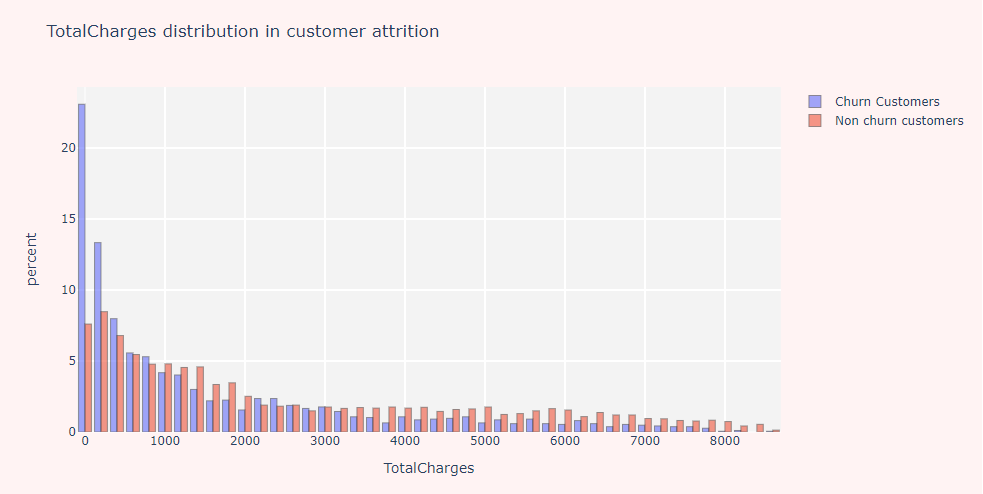 TotalCharges distribution in customer attrition
Churn Customers
Non churn customers
percent
20
15
10
5
0
0 1000 2000 3000 4000 5000 6000 7000 8000
TotalCharges